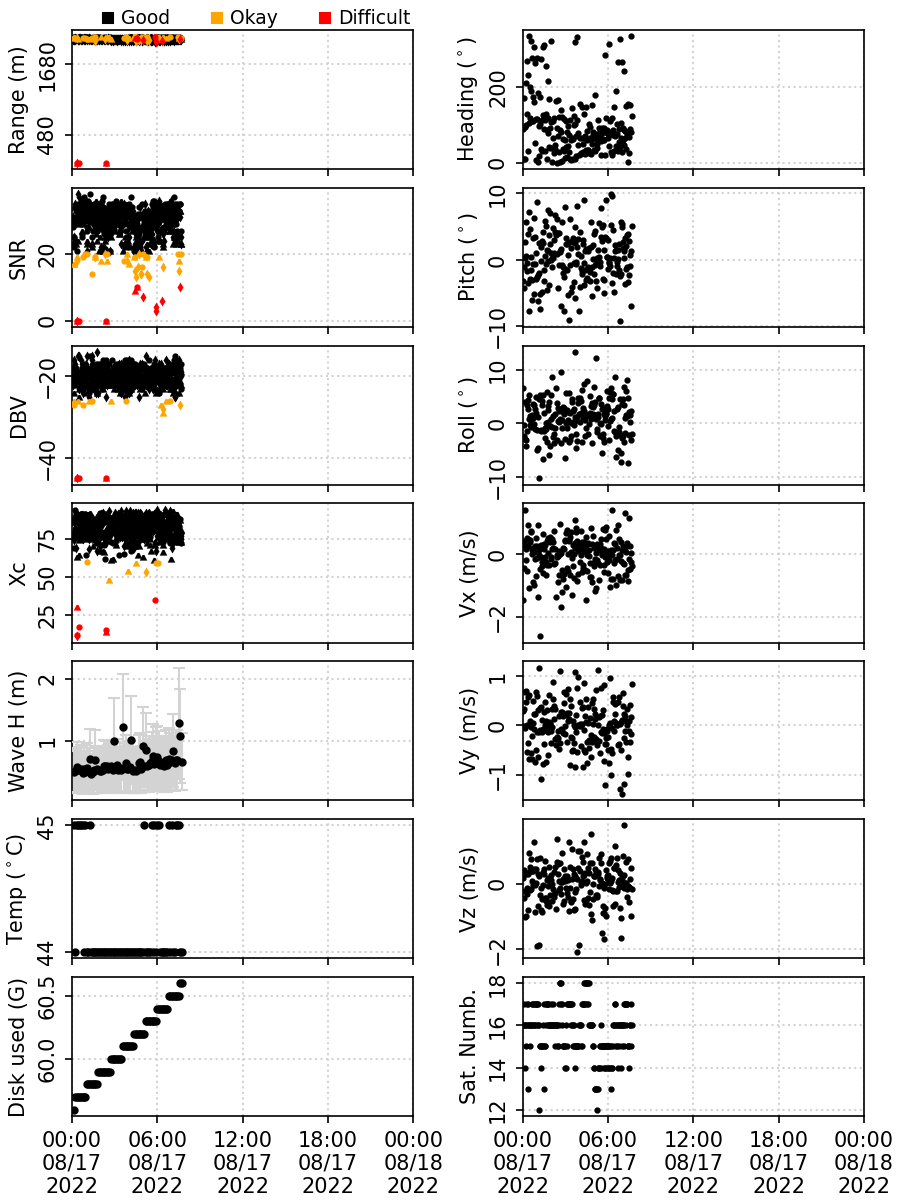 Good Okay Difficult
Range (m)
1680
480
Heading (°)
200
0
SNR
20
0
Pitch (°)
10
0
−10
DBV
−20
−40
Roll (°)
10
0
−10
Xc
75
50
25
Vx (m/s)
0
−2
Wave H (m)
2
1
Vy (m/s)
1
0
−1
Temp (°C)
45
44
Vz (m/s)
0
−2
Disk used (G)
60.5
60.0
Sat. Numb.
18
16
14
12
00:00 06:00 12:00 18:00 00:00
08/17 08/17 08/17 08/17 08/18
2022 2022 2022 2022 2022
00:00 06:00 12:00 18:00 00:00
08/17 08/17 08/17 08/17 08/18
2022 2022 2022 2022 2022